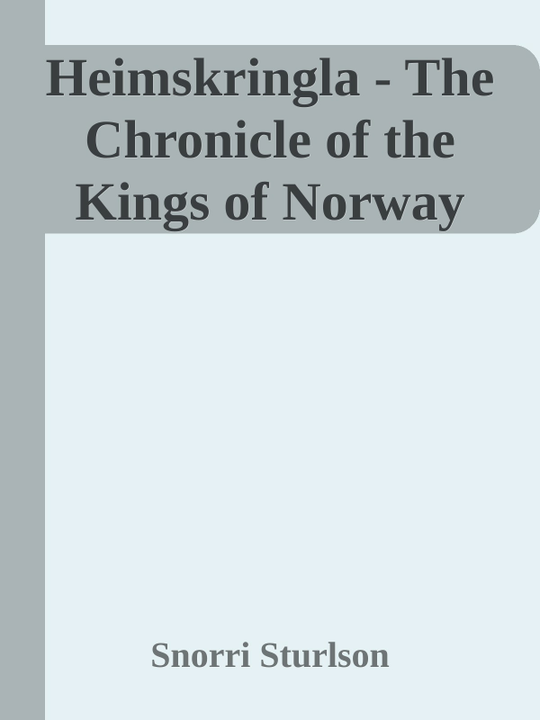 Heimskringla - The
Chronicle of the
Kings of Norway
Snorri Sturlson